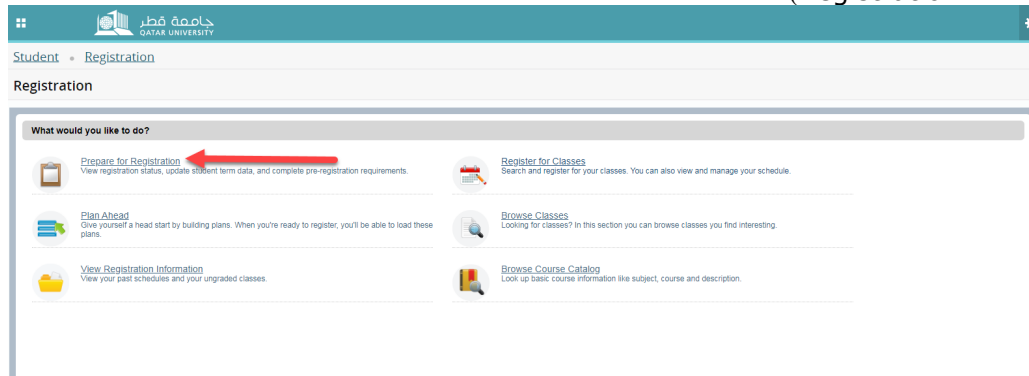 جامعة قطر
QATAR UNIVERSITY
Student • Registration
Registration
What would you like to do?
Prepare for Registration
View registration status, update student term data, and complete pre-registration requirements.
Register for Classes
Search and register for your classes. You can also view and manage your schedule.
Plan Ahead
Give yourself a head start by building plans. When you're ready to register, you'll be able to load these
plans.
Browse Classes
Looking for classes? In this section you can browse classes you find interesting.
View Registration Information
View your past schedules and your ungraded classes.
Browse Course Catalog
Look up basic course information like subject, course and description.